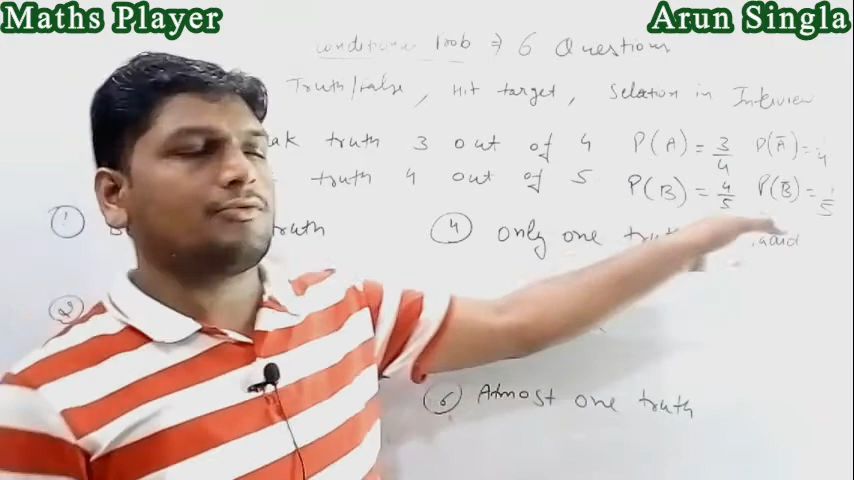 Maths Player
Arun Singla
Conditional Prob ⇒ 6 Questions
Truth/False, Hit target, Selation in Interview
ak truth 3 out of 4 P(A) = 3/4 P(Ā) = 1/4
truth 4 out of 5 P(B) = 4/5 P(B̄) = 1/5
① truth ④ only one
②
⑥ Atmost one truth